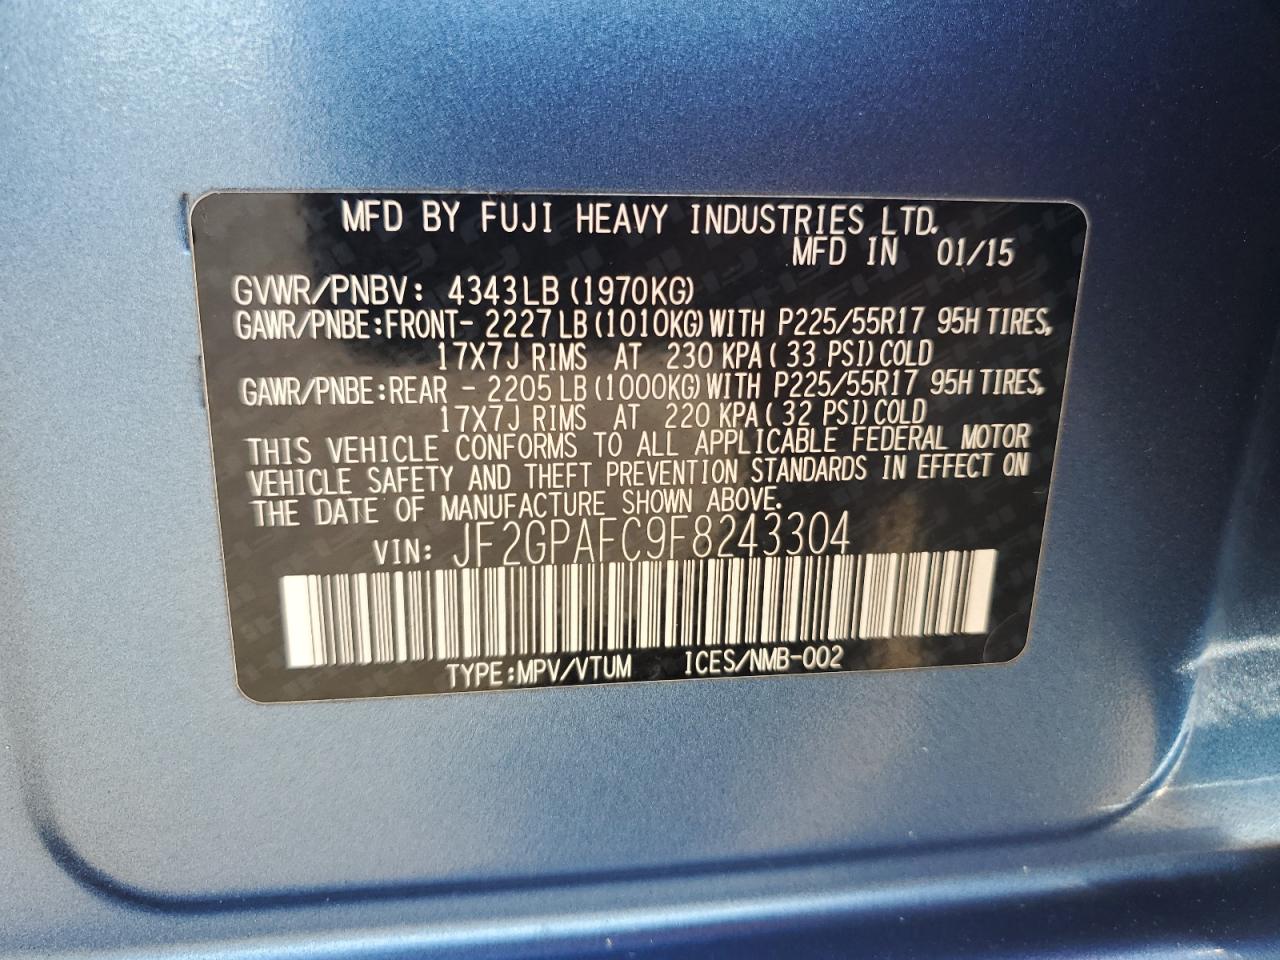 MFD BY FUJI HEAVY INDUSTRIES LTD.
MFD IN 01/15
GVWR/PNBV: 4343LB (1970KG)
GAWR/PNBE:FRONT- 2227 LB (1010KG) WITH P225/55R17 95H TIRES,
17X7J RIMS AT 230 KPA ( 33 PSI) COLD
GAWR/PNBE:REAR - 2205 LB (1000KG) WITH P225/55R17 95H TIRES,
17X7J RIMS AT 220 KPA ( 32 PSI) COLD
THIS VEHICLE CONFORMS TO ALL APPLICABLE FEDERAL MOTOR
VEHICLE SAFETY AND THEFT PREVENTION STANDARDS IN EFFECT ON
THE DATE OF MANUFACTURE SHOWN ABOVE.
VIN: JF2GPAFC9F8243304
TYPE:MPV/VTUM ICES/NMB-002